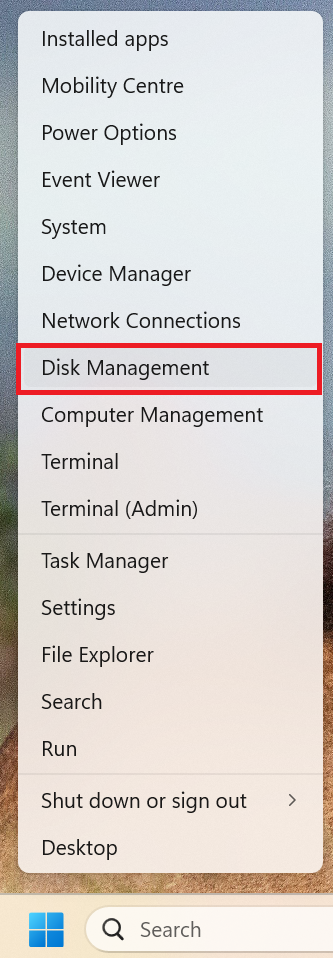 Installed apps
Mobility Centre
Power Options
Event Viewer
System
Device Manager
Network Connections
Disk Management
Computer Management
Terminal
Terminal (Admin)
Task Manager
Settings
File Explorer
Search
Run
Shut down or sign out
Desktop
Search